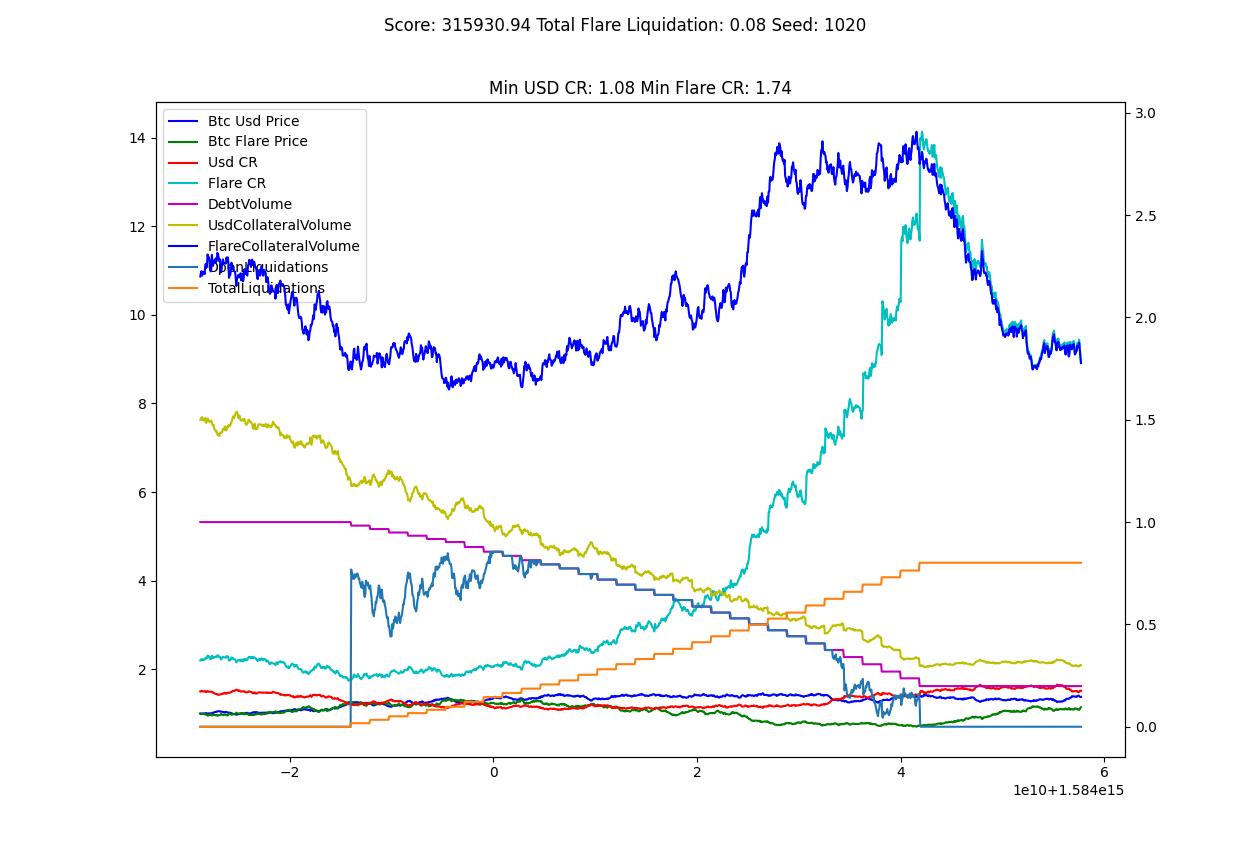 Score: 315930.94 Total Flare Liquidation: 0.08 Seed: 1020
Min USD CR: 1.08 Min Flare CR: 1.74
Btc Usd Price
Btc Flare Price
Usd CR
Flare CR
DebtVolume
UsdCollateralVolume
FlareCollateralVolume
OpenLiquidations
TotalLiquidations
14
12
10
8
6
4
2
3.0
2.5
2.0
1.5
1.0
0.5
0.0
−2
0
2
4
6
1e10+1.584e15